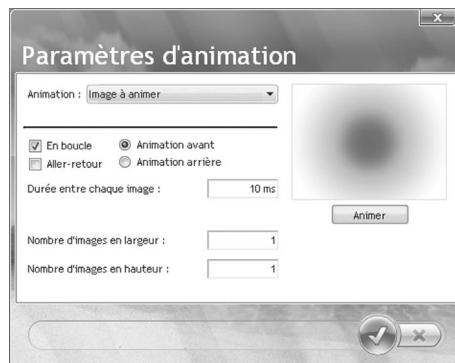 Paramètres d'animation
Animation : Image à animer
En boucle Animation avant
Aller-retour Animation arrière
Durée entre chaque image : 10 ms
Animer
Nombre d'images en largeur : 1
Nombre d'images en hauteur : 1